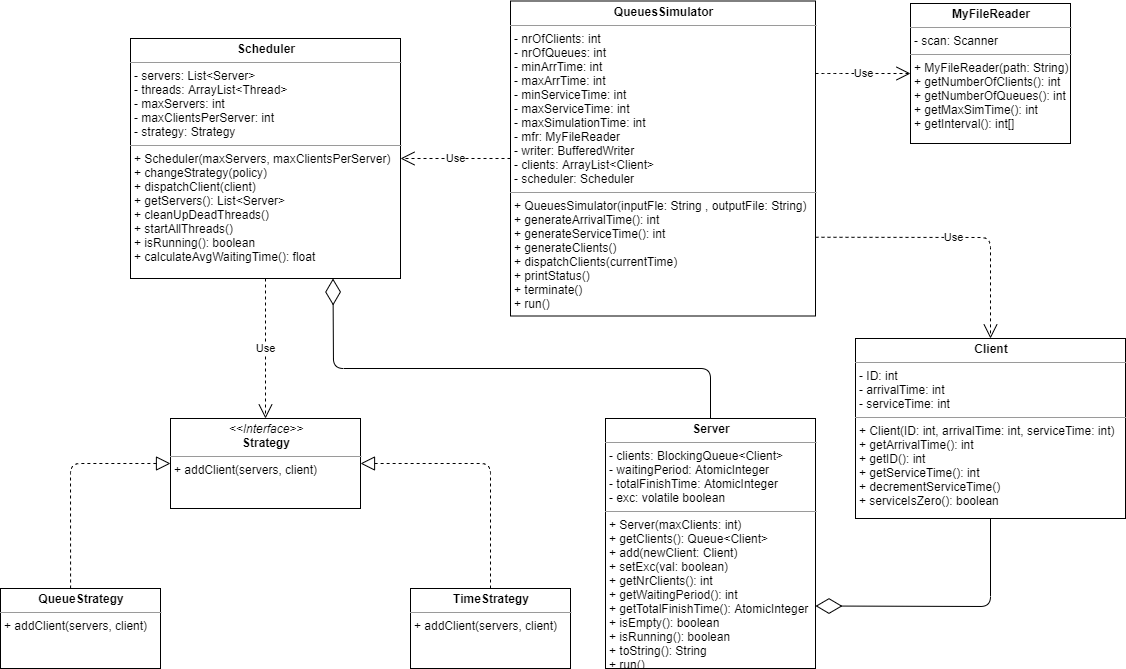 QueuesSimulator
- nrOfClients: int
- nrOfQueues: int
- minArrTime: int
- maxArrTime: int
- minServiceTime: int
- maxServiceTime: int
- maxSimulationTime: int
- mfr: MyFileReader
- writer: BufferedWriter
- clients: ArrayList<Client>
- scheduler: Scheduler
+ QueuesSimulator(inputFIe: String , outputFile: String)
+ generateArrivalTime(): int
+ generateServiceTime(): int
+ generateClients()
+ dispatchClients(currentTime)
+ printStatus()
+ terminate()
+ run()
MyFileReader
- scan: Scanner
+ MyFileReader(path: String)
+ getNumberOfClients(): int
+ getNumberOfQueues(): int
+ getMaxSimTime(): int
+ getInterval(): int[]
Scheduler
- servers: List<Server>
- threads: ArrayList<Thread>
- maxServers: int
- maxClientsPerServer: int
- strategy: Strategy
+ Scheduler(maxServers, maxClientsPerServer)
+ changeStrategy(policy)
+ dispatchClient(client)
+ getServers(): List<Server>
+ cleanUpDeadThreads()
+ startAllThreads()
+ isRunning(): boolean
+ calculateAvgWaitingTime(): float
Use
Use
Use
Use
Client
- ID: int
- arrivalTime: int
- serviceTime: int
+ Client(ID: int, arrivalTime: int, serviceTime: int)
+ getArrivalTime(): int
+ getID(): int
+ getServiceTime(): int
+ decrementServiceTime()
+ serviceIsZero(): boolean
<<Interface>>
Strategy
+ addClient(servers, client)
Server
- clients: BlockingQueue<Client>
- waitingPeriod: AtomicInteger
- totalFinishTime: AtomicInteger
- exc: volatile boolean
+ Server(maxClients: int)
+ getClients(): Queue<Client>
+ add(newClient: Client)
+ setExc(val: boolean)
+ getNrClients(): int
+ getWaitingPeriod(): int
+ getTotalFinishTime(): AtomicInteger
+ isEmpty(): boolean
+ isRunning(): boolean
+ toString(): String
+ run()
QueueStrategy
+ addClient(servers, client)
TimeStrategy
+ addClient(servers, client)